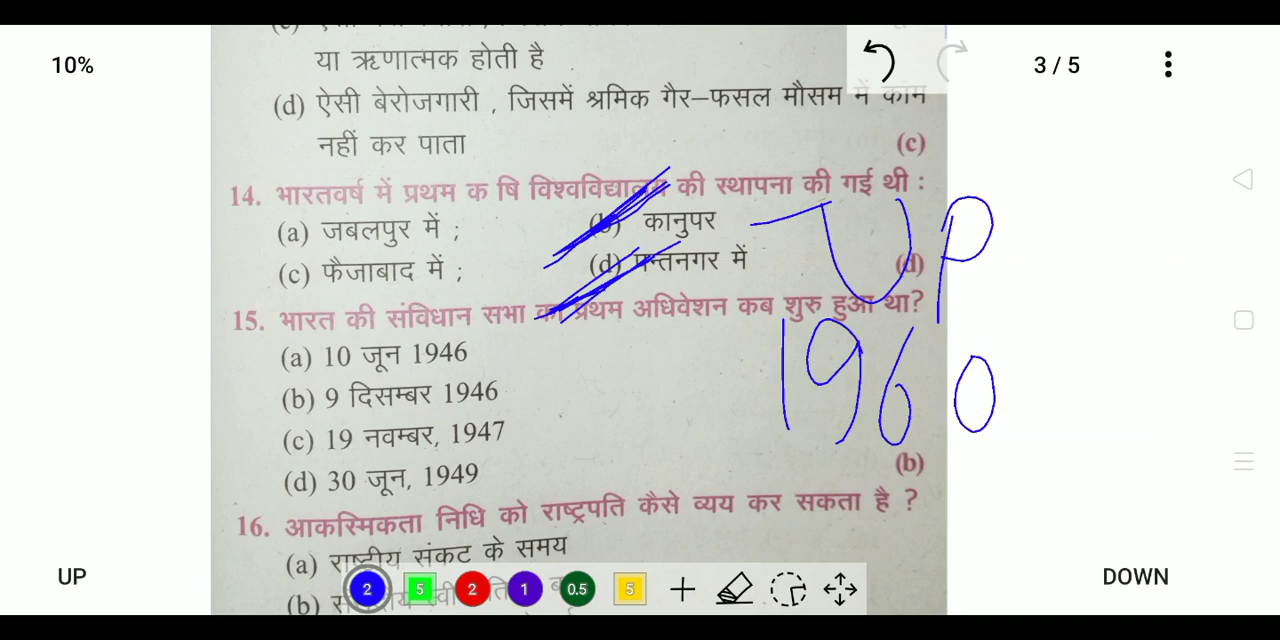 10%
3 / 5
या ऋणात्मक होती है
(d) ऐसी बेरोजगारी , जिसमें श्रमिक गैर–फसल मौसम में काम
नहीं कर पाता (c)
14. भारतवर्ष में प्रथम क षि विश्वविद्यालय की स्थापना की गई थी :
(a) जबलपुर में ; (b) कानुपर
(c) फैजाबाद में ; (d) पन्तनगर में (d)
UP
1960
15. भारत की संविधान सभा का प्रथम अधिवेशन कब शुरु हुआ था?
(a) 10 जून 1946
(b) 9 दिसम्बर 1946
(c) 19 नवम्बर, 1947
(d) 30 जून, 1949 (b)
16. आकस्मिकता निधि को राष्ट्रपति कैसे व्यय कर सकता है ?
(a) राष्ट्रीय संकट के समय
(b)
UP
DOWN
2 5 2 1 0.5 5